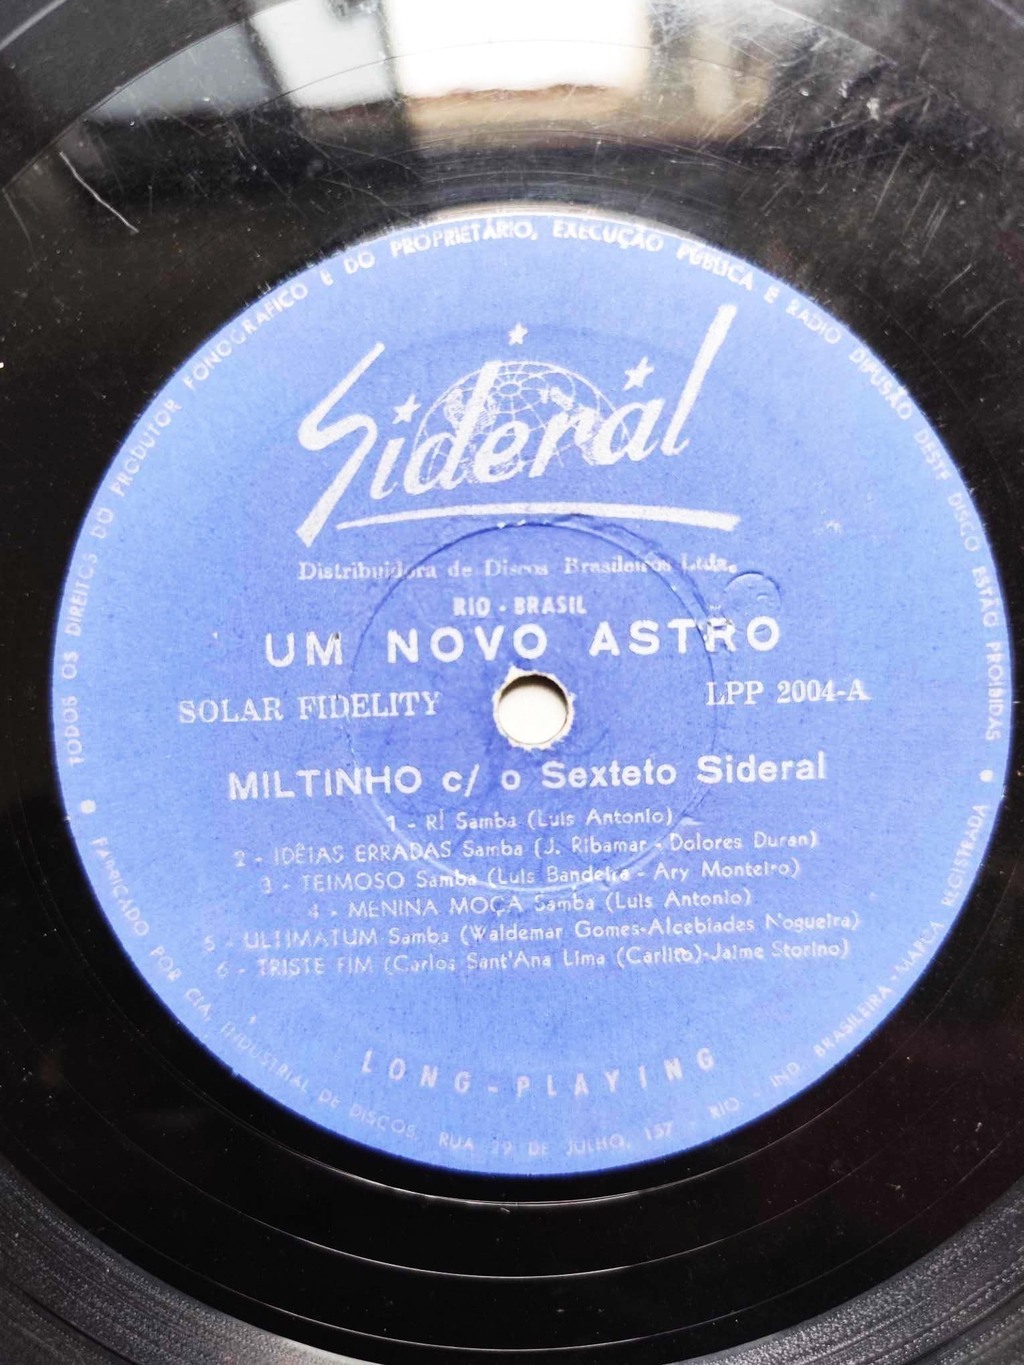 TODOS OS DIREITOS DO PRODUTOR FONOGRAFICO E DO PROPRIETÁRIO, EXECUÇÃO PÚBLICA E RADIO DIFUSÃO DESTE DISCO ESTÃO PROIBIDAS
Sideral
Distribuidora de Discos Brasileiros Ltda.
RIO - BRASIL
UM NOVO ASTRO
SOLAR FIDELITY LPP 2004-A
MILTINHO c/ o Sexteto Sideral
1 - RÍ Samba (Luis Antonio)
2 - IDÊIAS ERRADAS Samba (J. Ribamar - Dolores Duran)
3 - TEIMOSO Samba (Luis Bandeira - Ary Monteiro)
4 - MENINA MOÇA Samba (Luis Antonio)
5 - ULTIMATUM Samba (Waldemar Gomes-Alcebiades Nogueira)
6 - TRISTE FIM (Carlos Sant'Ana Lima (Carlito)-Jaime Storino)
LONG-PLAYING
FABRICADO POR CIA. INDUSTRIAL DE DISCOS, RUA DE JULHO, 157 - RIO - IND. BRASILEIRA-MARCA REGISTRADA